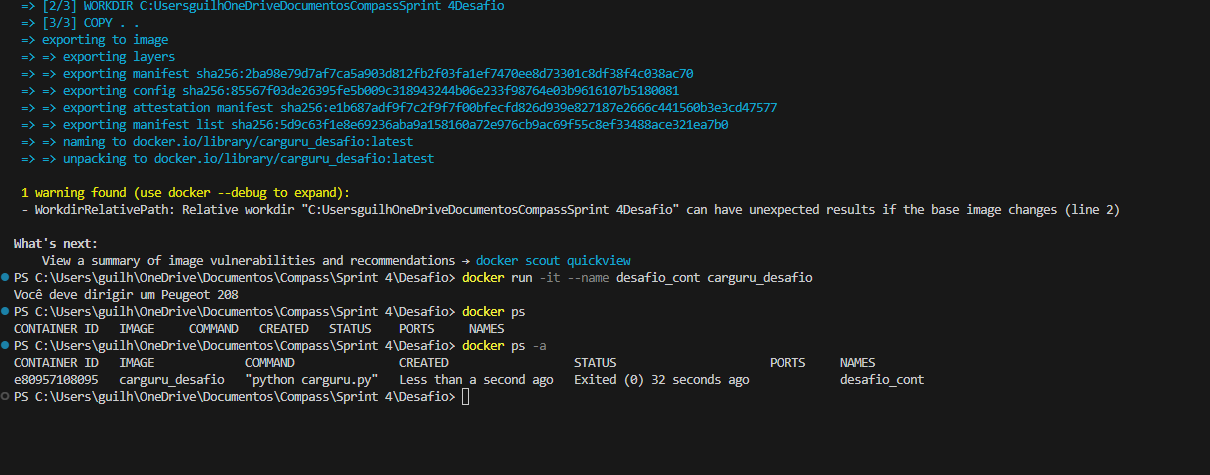 => [2/3] WORKDIR C:UsersguilhOneDriveDocumentosCompassSprint 4Desafio
=> [3/3] COPY . .
=> exporting to image
=> => exporting layers
=> => exporting manifest sha256:2ba98e79d7af7ca5a903d812fb2f03fa1ef7470ee8d73301c8df38f4c038ac70
=> => exporting config sha256:85567f03de26395fe5b009c318943244b06e233f98764e03b9616107b5180081
=> => exporting attestation manifest sha256:e1b687adf9f7c2f9f7f00bfecfd826d939e827187e2666c441560b3e3cd47577
=> => exporting manifest list sha256:5d9c63f1e8e69236aba9a158160a72e976cb9ac69f55c8ef33488ace321ea7b0
=> => naming to docker.io/library/carguru_desafio:latest
=> => unpacking to docker.io/library/carguru_desafio:latest
1 warning found (use docker --debug to expand):
- WorkdirRelativePath: Relative workdir "C:UsersguilhOneDriveDocumentosCompassSprint 4Desafio" can have unexpected results if the base image changes (line 2)
What's next:
View a summary of image vulnerabilities and recommendations → docker scout quickview
PS C:\Users\guilh\OneDrive\Documentos\Compass\Sprint 4\Desafio> docker run -it --name desafio_cont carguru_desafio
Você deve dirigir um Peugeot 208
PS C:\Users\guilh\OneDrive\Documentos\Compass\Sprint 4\Desafio> docker ps
CONTAINER ID IMAGE COMMAND CREATED STATUS PORTS NAMES
PS C:\Users\guilh\OneDrive\Documentos\Compass\Sprint 4\Desafio> docker ps -a
CONTAINER ID IMAGE COMMAND CREATED STATUS PORTS NAMES
e80957108095 carguru_desafio "python carguru.py" Less than a second ago Exited (0) 32 seconds ago desafio_cont
PS C:\Users\guilh\OneDrive\Documentos\Compass\Sprint 4\Desafio>